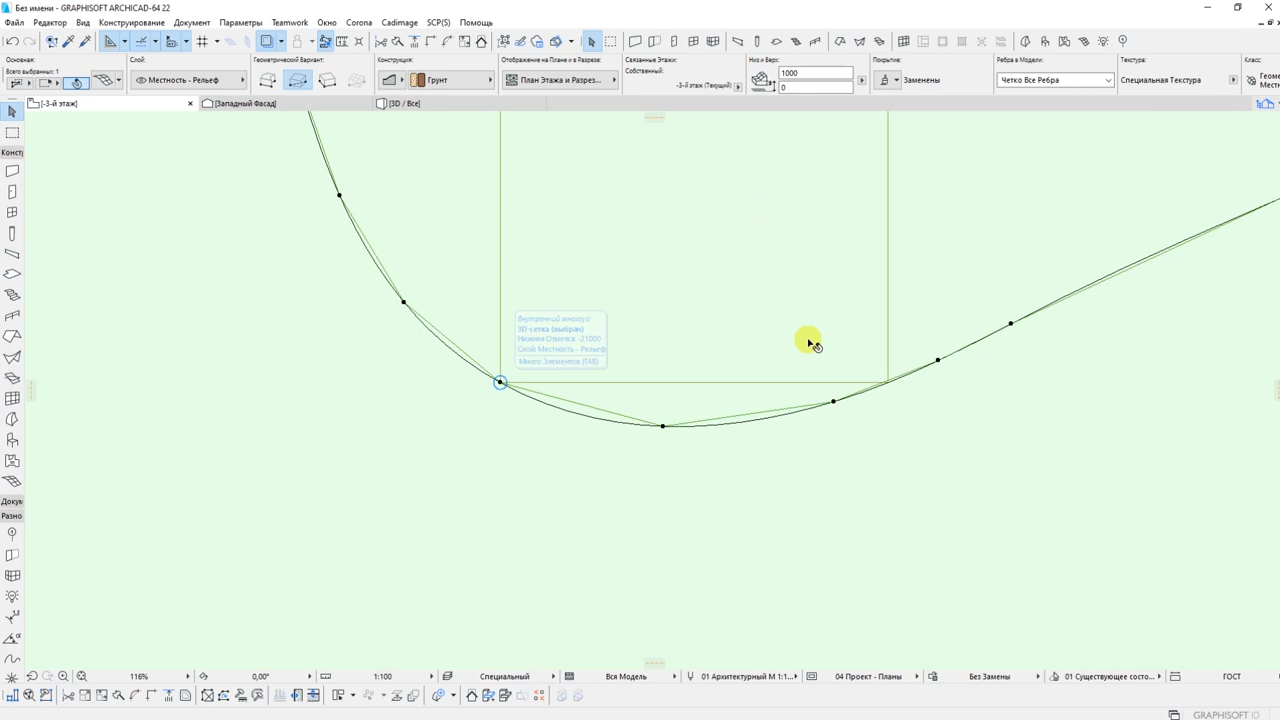 Без имени - GRAPHISOFT ARCHICAD-64 22
Файл Редактор Вид Конструирование Документ Параметры Teamwork Окно Corona Cadimage SCP(S) Помощь
Основная:
Всего выбранных: 1
Слой:
Местность - Рельеф
Геометрический Вариант:
Конструкция:
Грунт
Отображение на Плане и в Разрезе:
План Этажа и Разрез...
Связанные Этажи:
Собственный:
-3-й этаж (Текущий)
Низ и Верх:
1000
0
Покрытие:
Заменены
Ребра в Модели:
Четко Все Ребра
Текстура:
Специальная Текстура
Класс:
[-3-й этаж]
[Западный Фасад]
[3D / Все]
Конст
Докум
Разно
3D-сетка (выбран)
Нижняя Отметка -21000
Слой Местность - Рельеф
Много Элементов (TAB)
116%
0,00°
1:100
Специальный
Вся Модель
01 Архитектурный М 1:1...
04 Проект - Планы
Без Замены
01 Существующее состо...
ГОСТ
GRAPHISOFT ID